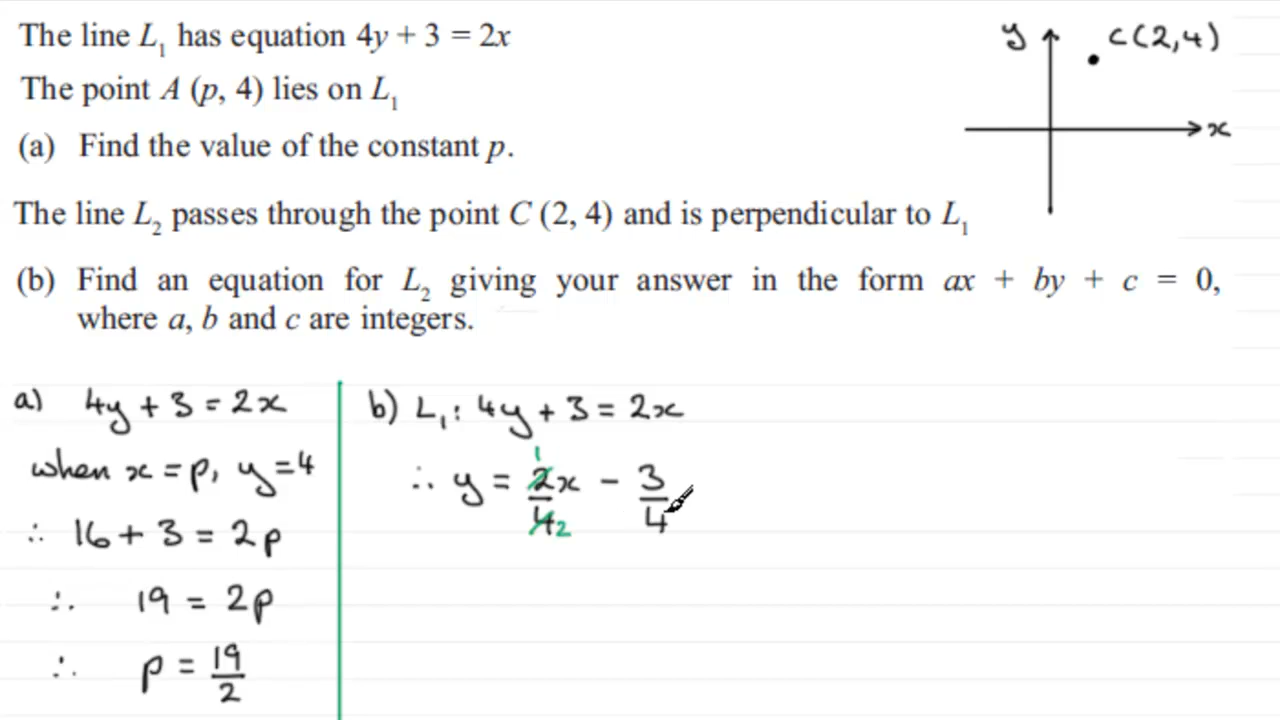 The line L₁ has equation 4y + 3 = 2x
The point A (p, 4) lies on L₁
(a) Find the value of the constant p.
The line L₂ passes through the point C (2, 4) and is perpendicular to L₁
(b) Find an equation for L₂ giving your answer in the form ax + by + c = 0,
where a, b and c are integers.
y
C(2,4)
x
a) 4y + 3 = 2x
when x = p, y = 4
∴ 16 + 3 = 2p
∴ 19 = 2p
∴ p = 19/2
b) L₁: 4y + 3 = 2x
1
∴ y = 2/4 x - 3/4
2